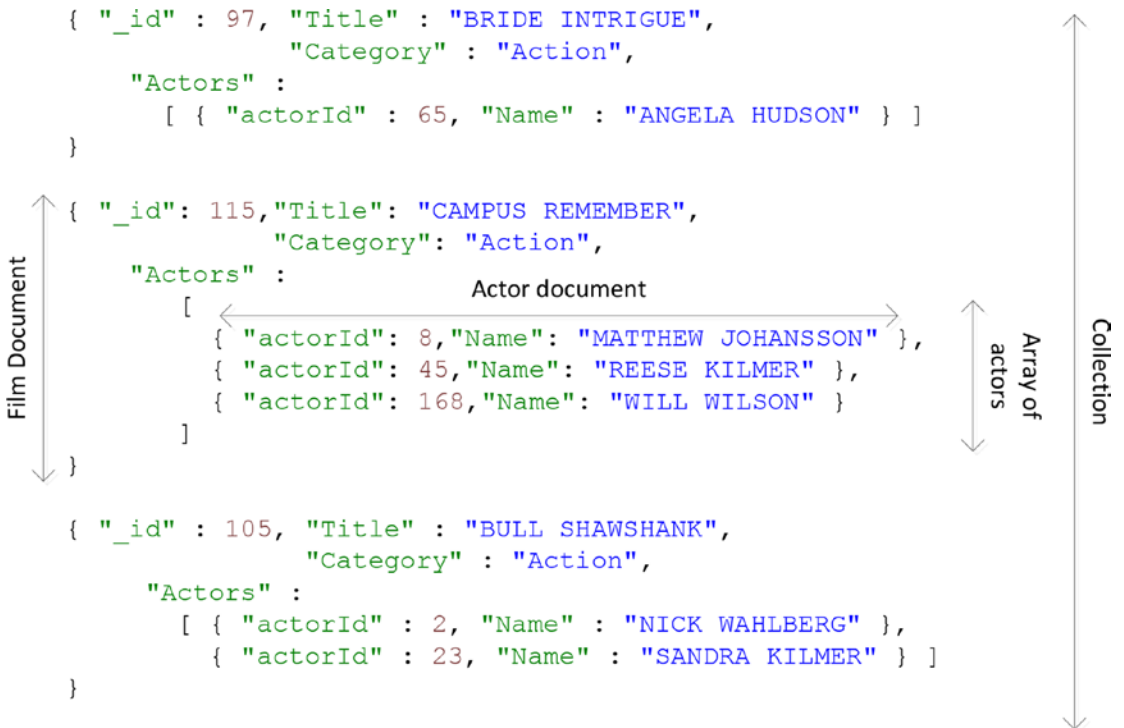 { "_id" : 97, "Title" : "BRIDE INTRIGUE",
"Category" : "Action",
"Actors" :
[ { "actorId" : 65, "Name" : "ANGELA HUDSON" } ]
}
{ "_id": 115,"Title": "CAMPUS REMEMBER",
"Category": "Action",
"Actors" :
[
Actor document
{ "actorId": 8,"Name": "MATTHEW JOHANSSON" },
{ "actorId": 45,"Name": "REESE KILMER" },
{ "actorId": 168,"Name": "WILL WILSON" }
]
}
Film Document
Array of
actors
Collection
{ "_id" : 105, "Title" : "BULL SHAWSHANK",
"Category" : "Action",
"Actors" :
[ { "actorId" : 2, "Name" : "NICK WAHLBERG" },
{ "actorId" : 23, "Name" : "SANDRA KILMER" } ]
}